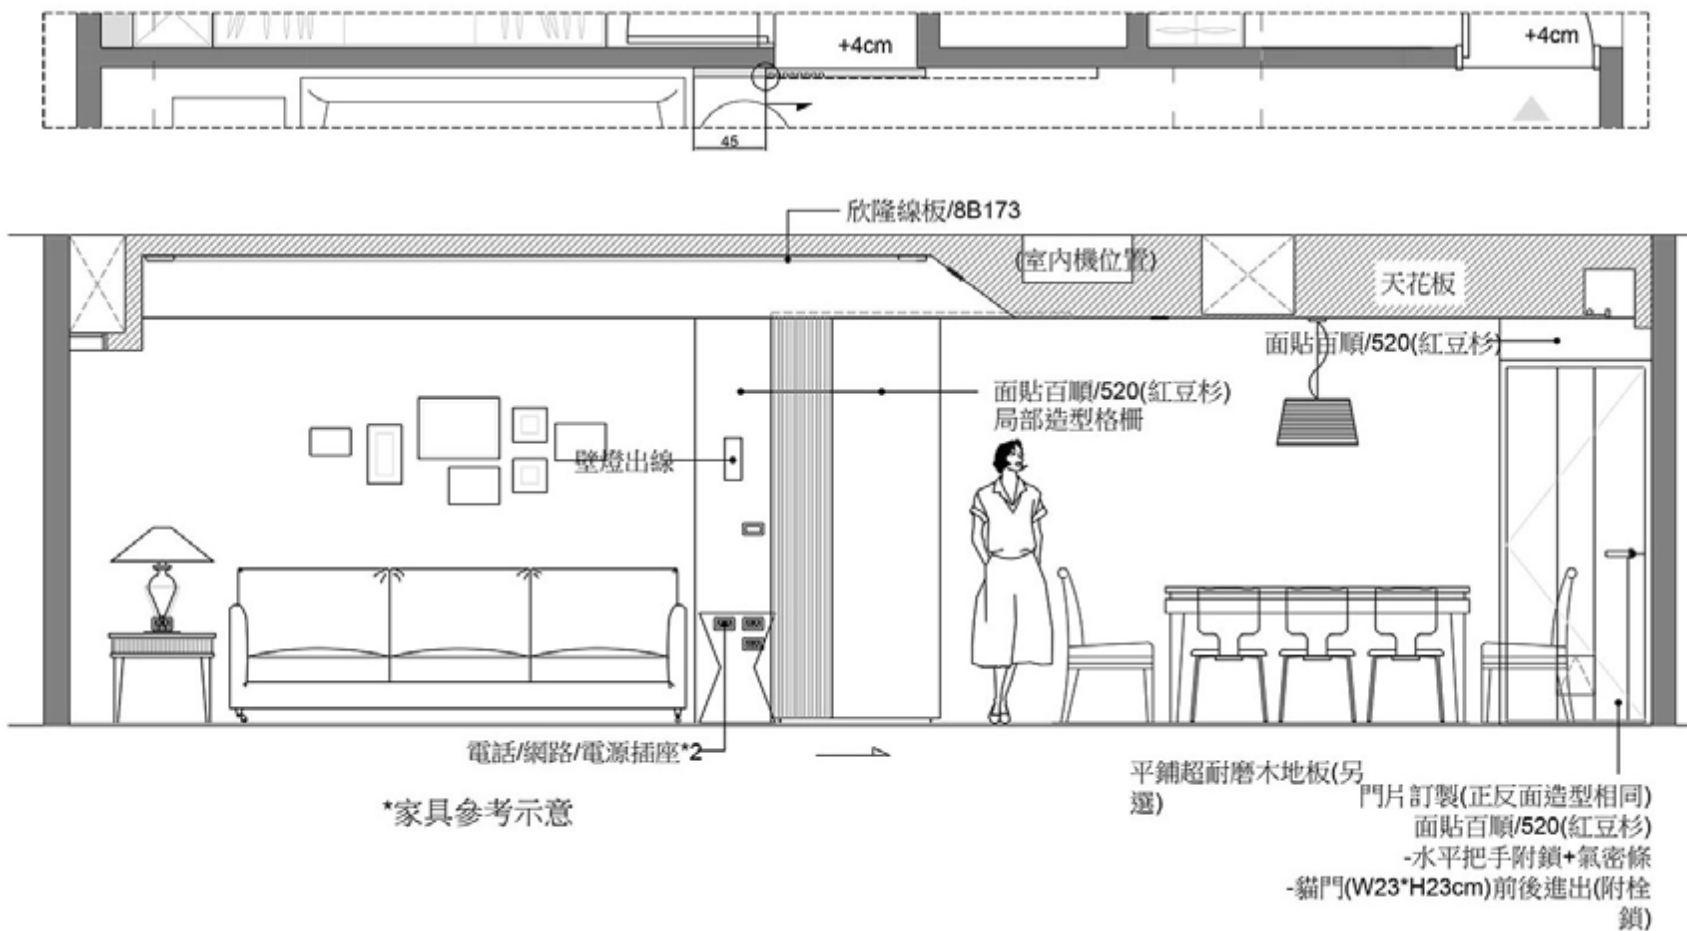 +4cm
+4cm
45
欣隆線板/8B173
(室內機位置)
天花板
面貼百順/520(紅豆杉)
面貼百順/520(紅豆杉)
局部造型格柵
壁燈出線
電話/網路/電源插座*2
*家具參考示意
平鋪超耐磨木地板(另
選)
門片訂製(正反面造型相同)
面貼百順/520(紅豆杉)
-水平把手附鎖+氣密條
-貓門(W23*H23cm)前後進出(附栓
鎖)